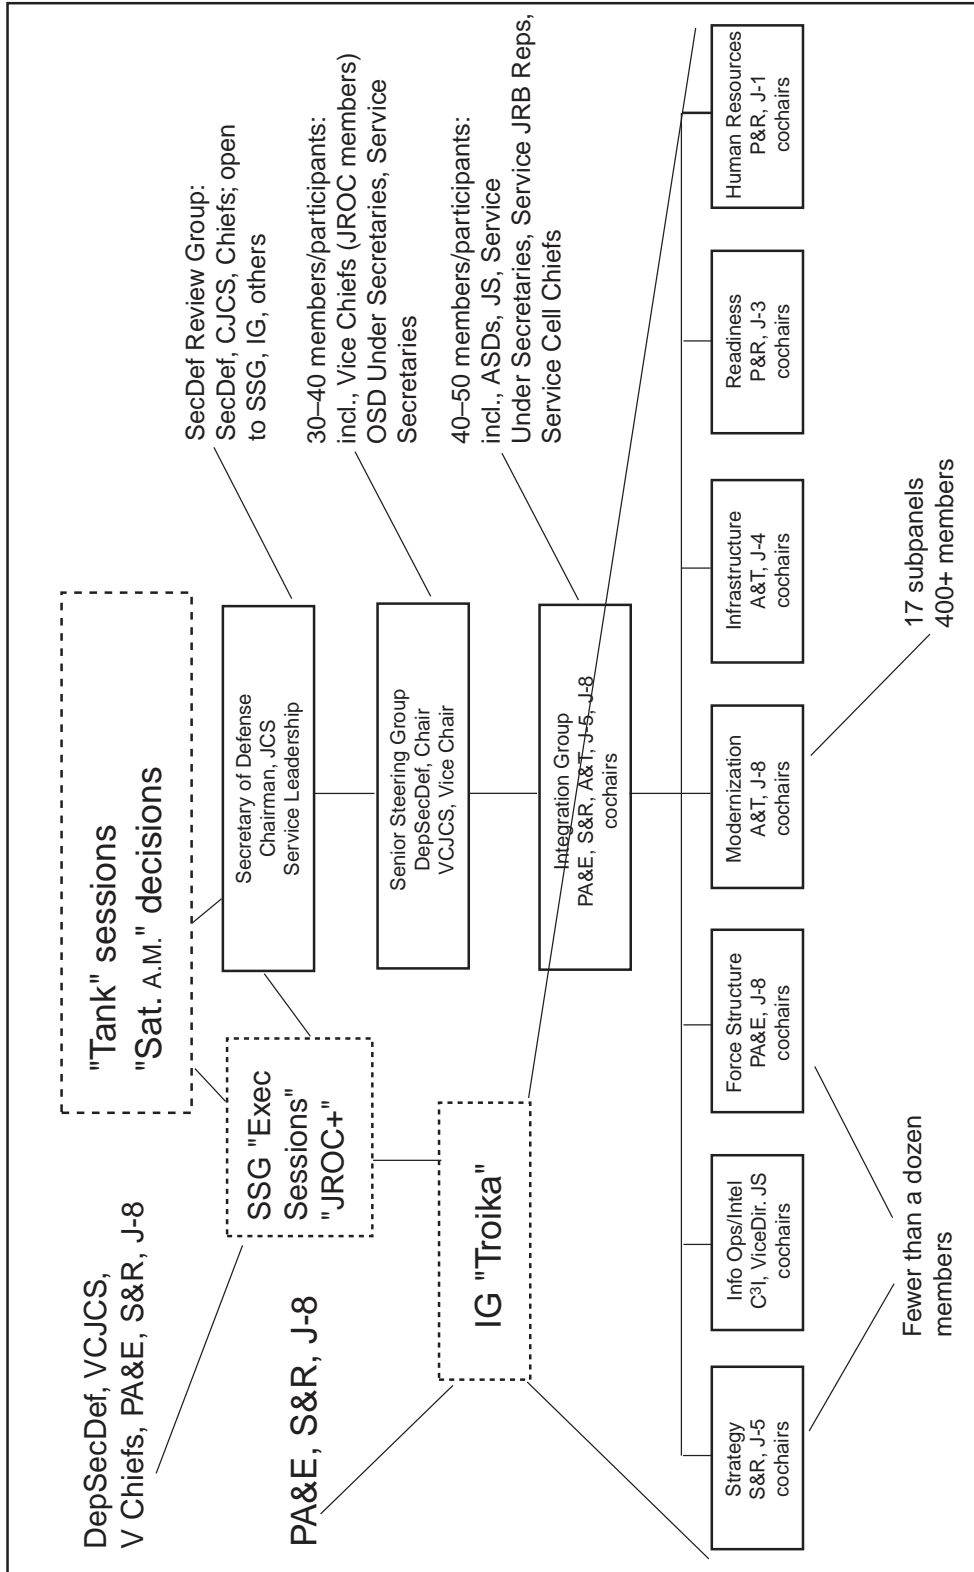 "Tank" sessions
"Sat. A.M." decisions
DepSecDef, VCJCS,
V Chiefs, PA&E, S&R, J-8
SSG "Exec
Sessions"
"JROC+"
Secretary of Defense
Chairman, JCS
Service Leadership
SecDef Review Group:
SecDef, CJCS, Chiefs; open
to SSG, IG, others
PA&E, S&R, J-8
Senior Steering Group
DepSecDef, Chair
VCJCS, Vice Chair
30–40 members/participants:
incl., Vice Chiefs (JROC members)
OSD Under Secretaries, Service
Secretaries
IG "Troika"
Integration Group
PA&E, S&R, A&T, J-5, J-8
cochairs
40–50 members/participants:
incl., ASDs, JS, Service
Under Secretaries, Service JRB Reps,
Service Cell Chiefs
Strategy
S&R, J-5
cochairs
Info Ops/Intel
C³I, ViceDir. JS
cochairs
Force Structure
PA&E, J-8
cochairs
Modernization
A&T, J-8
cochairs
Infrastructure
A&T, J-4
cochairs
Readiness
P&R, J-3
cochairs
Human Resources
P&R, J-1
cochairs
Fewer than a dozen
members
17 subpanels
400+ members